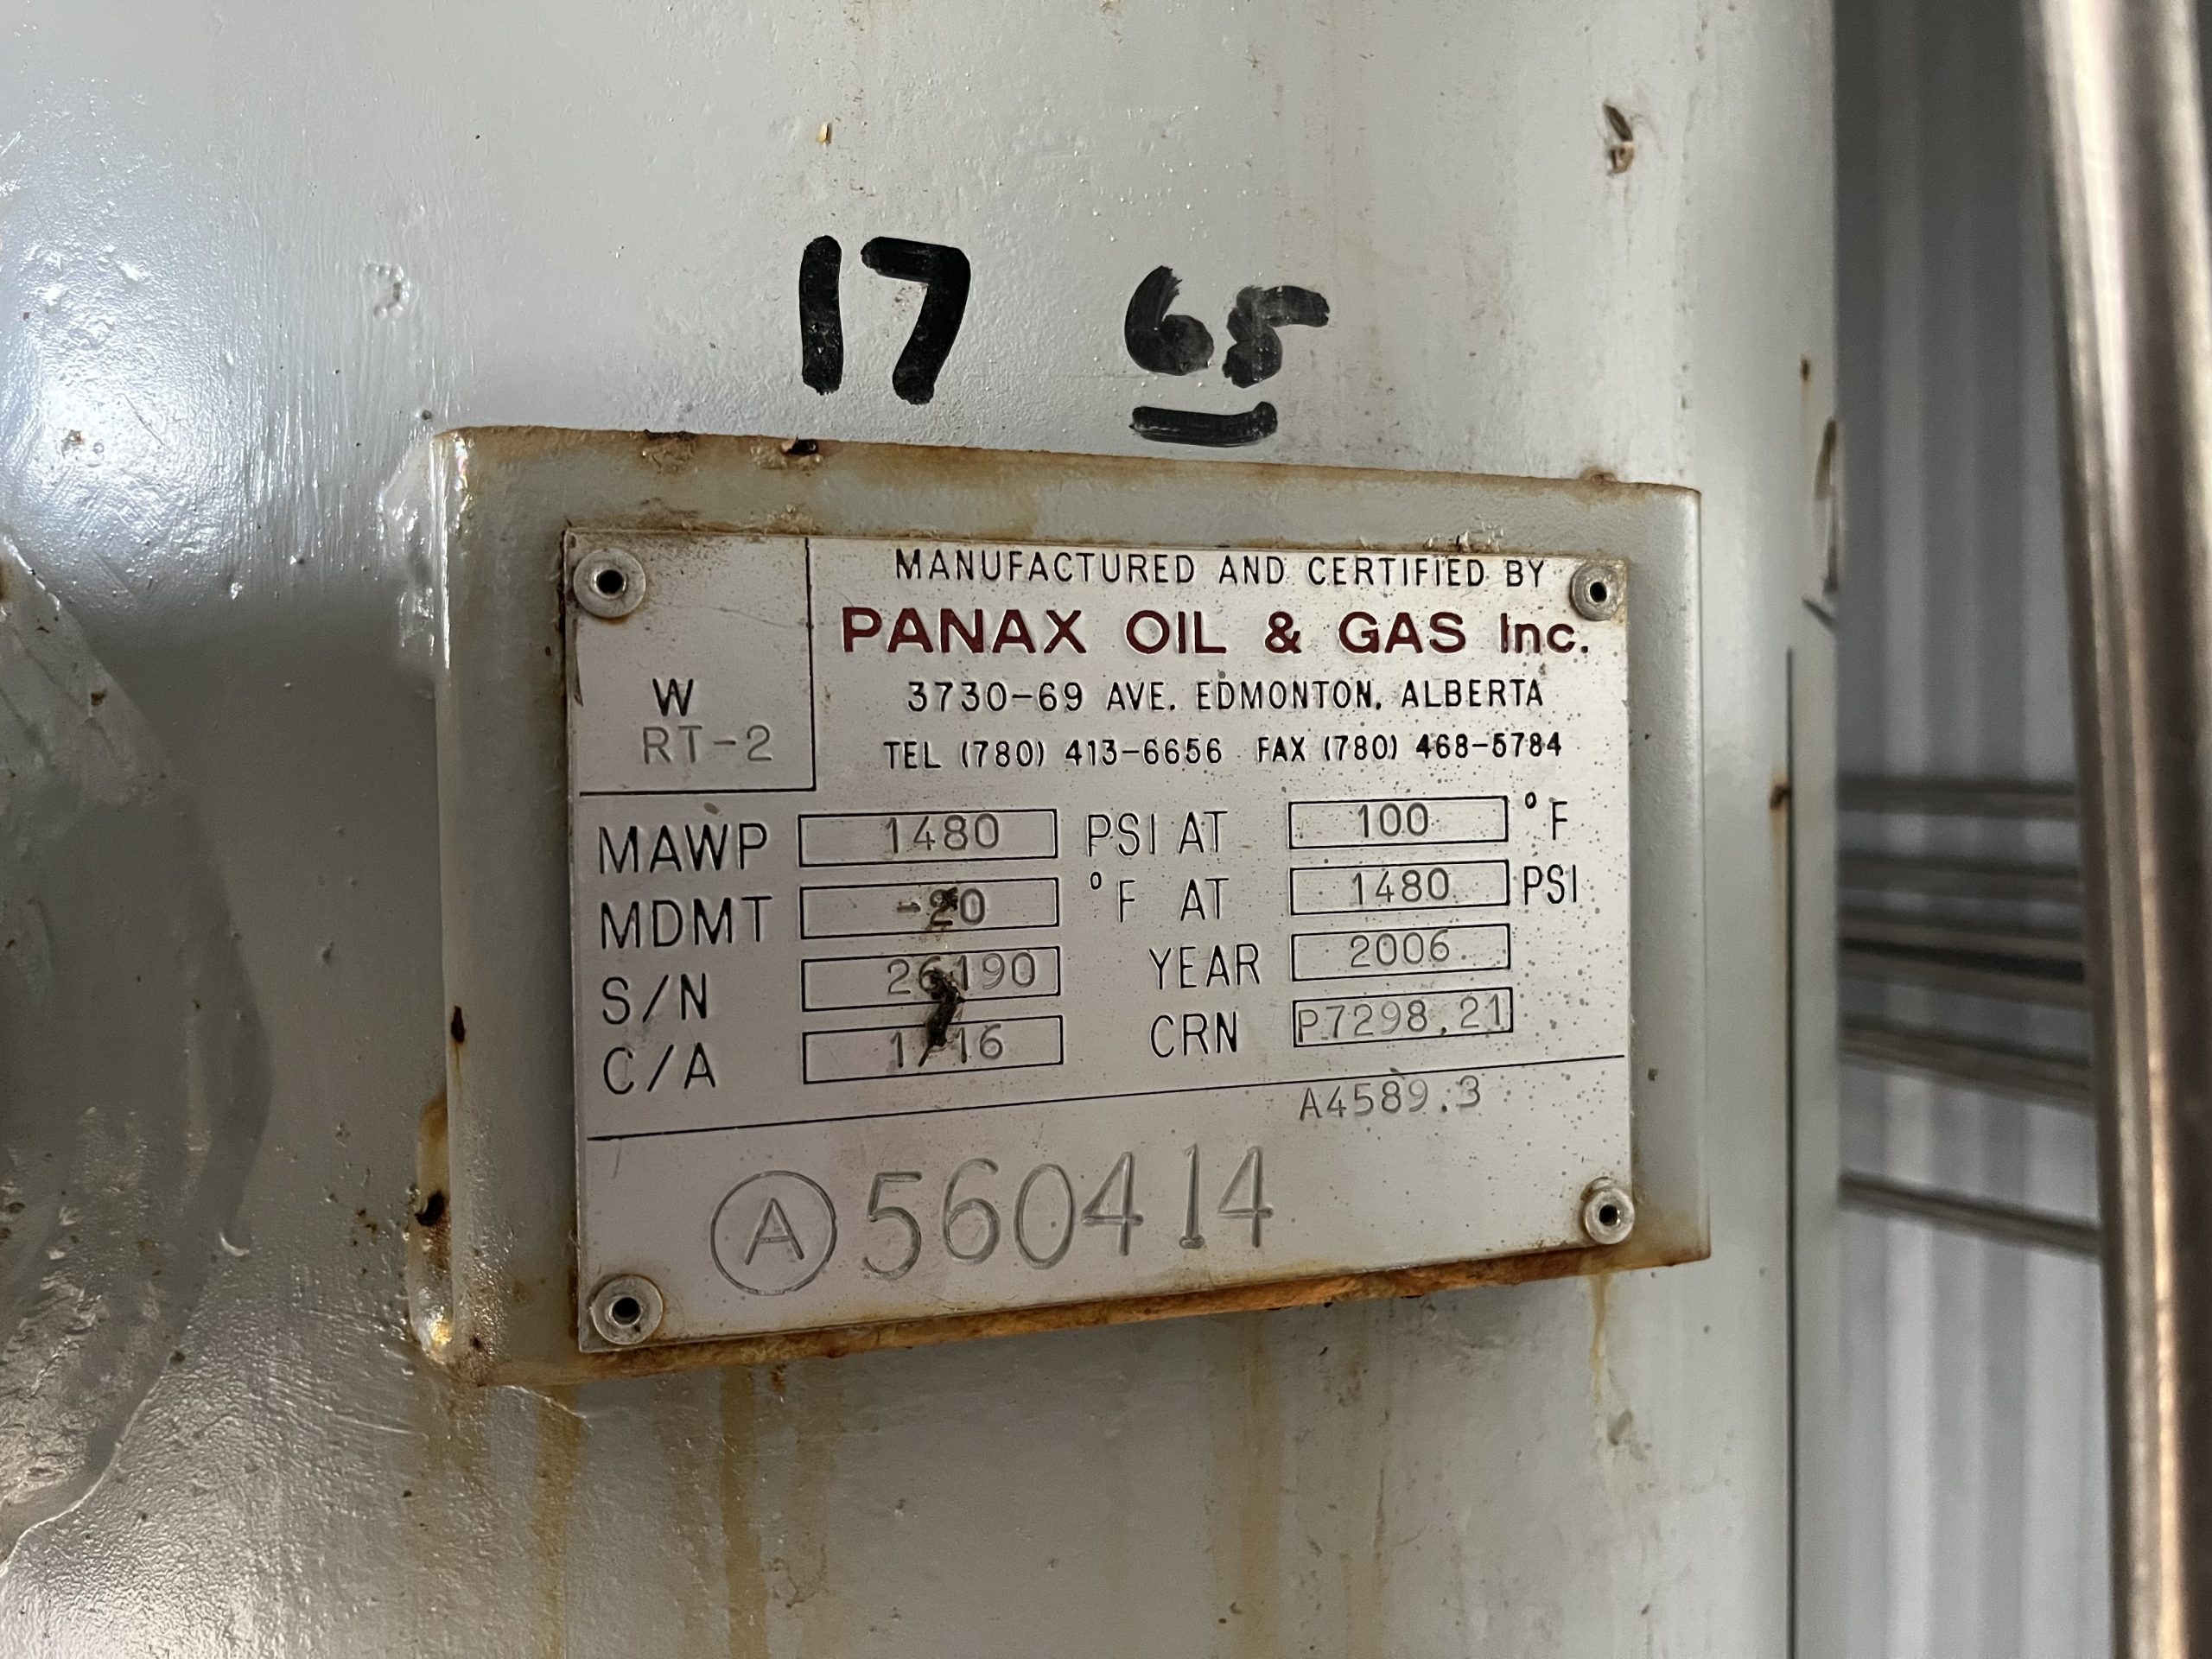 17 65
MANUFACTURED AND CERTIFIED BY
PANAX OIL & GAS Inc.
3730-69 AVE. EDMONTON, ALBERTA
TEL (780) 413-6656 FAX (780) 468-5784
W
RT-2
MAWP 1480 PSI AT 100 °F
MDMT -20 °F AT 1480 PSI
S/N 26190 YEAR 2006
C/A 1/16 CRN P7298.21
A4589.3
A 560414